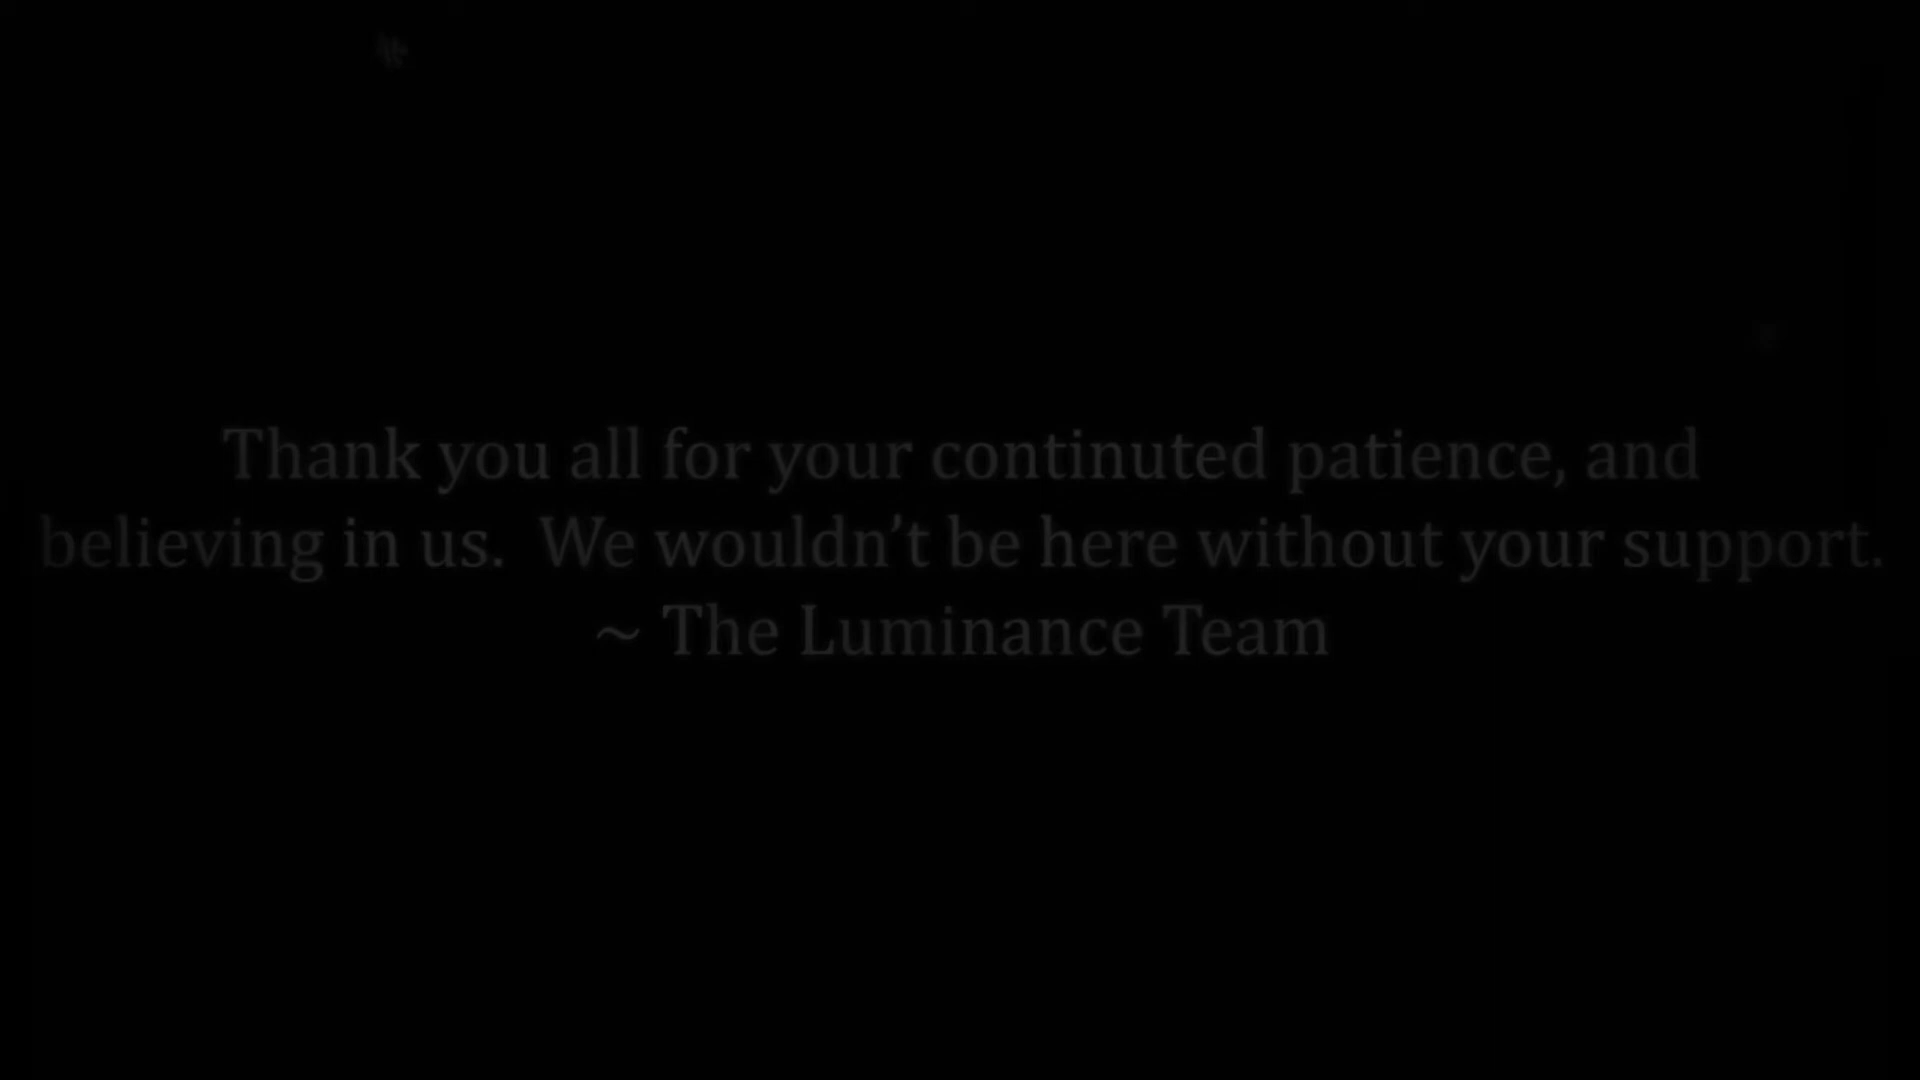 Thank you all for your continuted patience, and
believing in us.  We wouldn’t be here without your support.
~ The Luminance Team